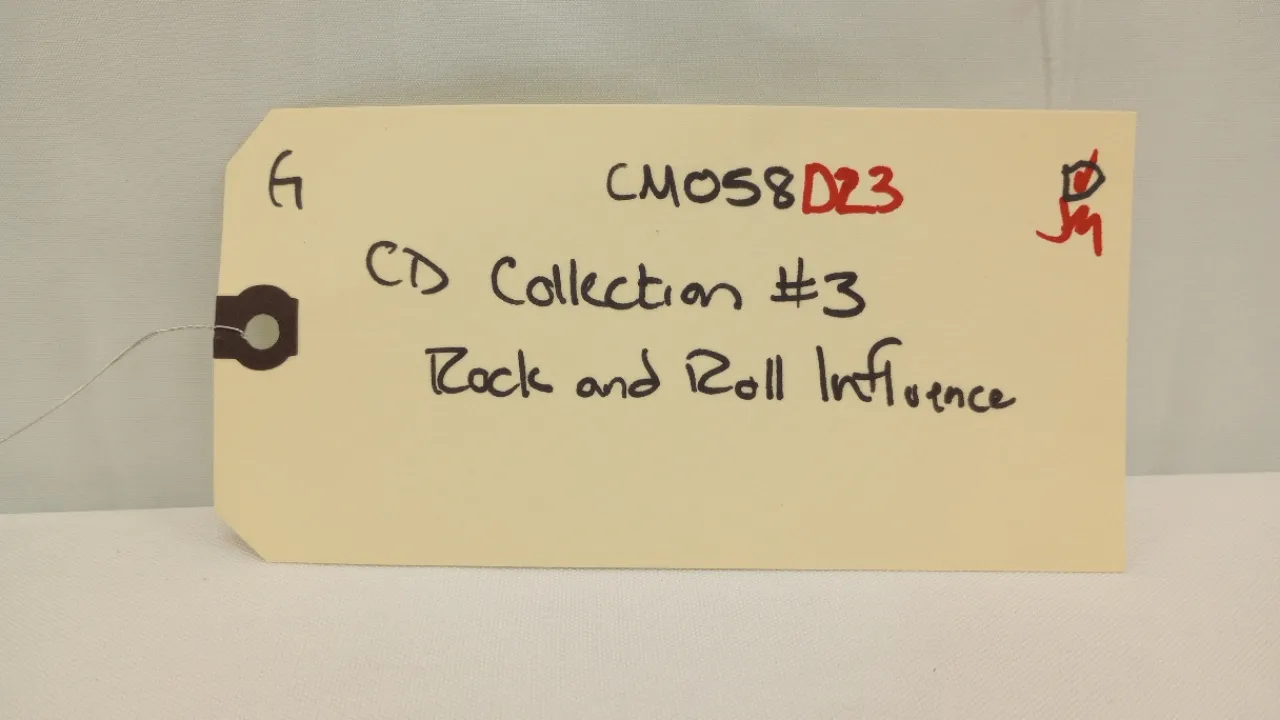 G CM058D23 D
CD Collection #3
Rock and Roll Influence